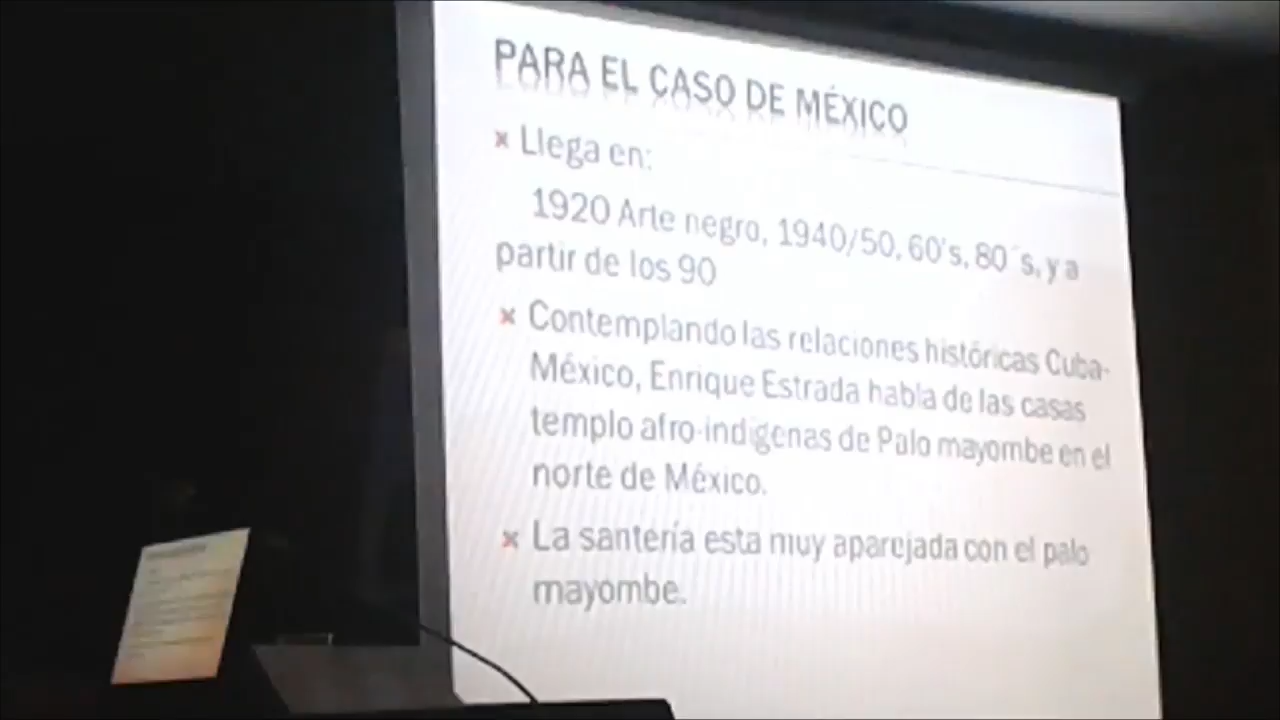 PARA EL CASO DE MÉXICO
Llega en:
1920 Arte negro, 1940/50, 60's, 80´s, y a
partir de los 90
Contemplando las relaciones históricas Cuba-
México, Enrique Estrada habla de las casas
templo afro-indigenas de Palo mayombe en el
norte de México.
La santería esta muy aparejada con el palo
mayombe.